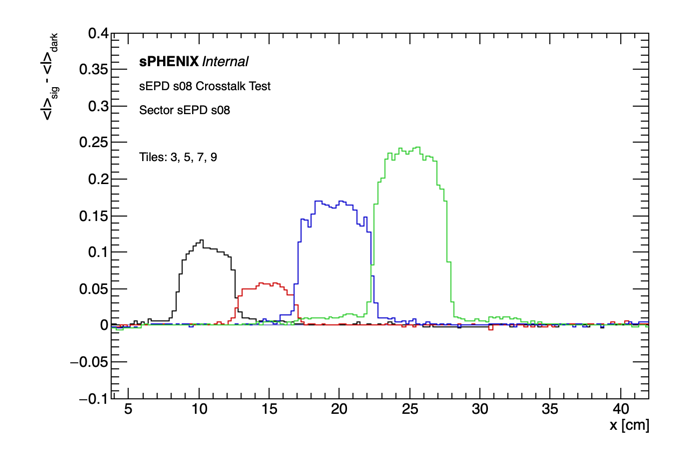 <I>sig - <I>dark
0.4
sPHENIX Internal
0.35
sEPD s08 Crosstalk Test
0.3
Sector sEPD s08
0.25
Tiles: 3, 5, 7, 9
0.2
0.15
0.1
0.05
0
−0.05
−0.1
5 10 15 20 25 30 35 40
x [cm]